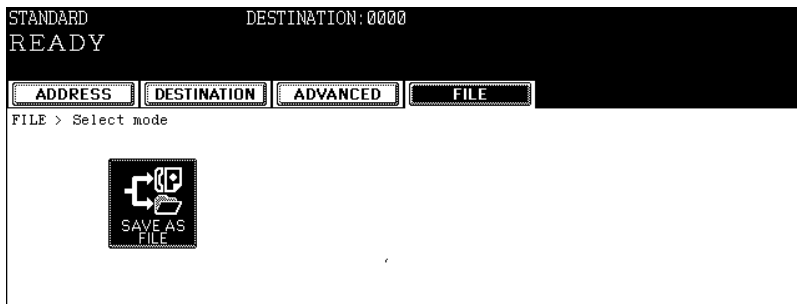 STANDARD DESTINATION:0000
READY
ADDRESS DESTINATION ADVANCED FILE
FILE > Select mode
SAVE AS
FILE